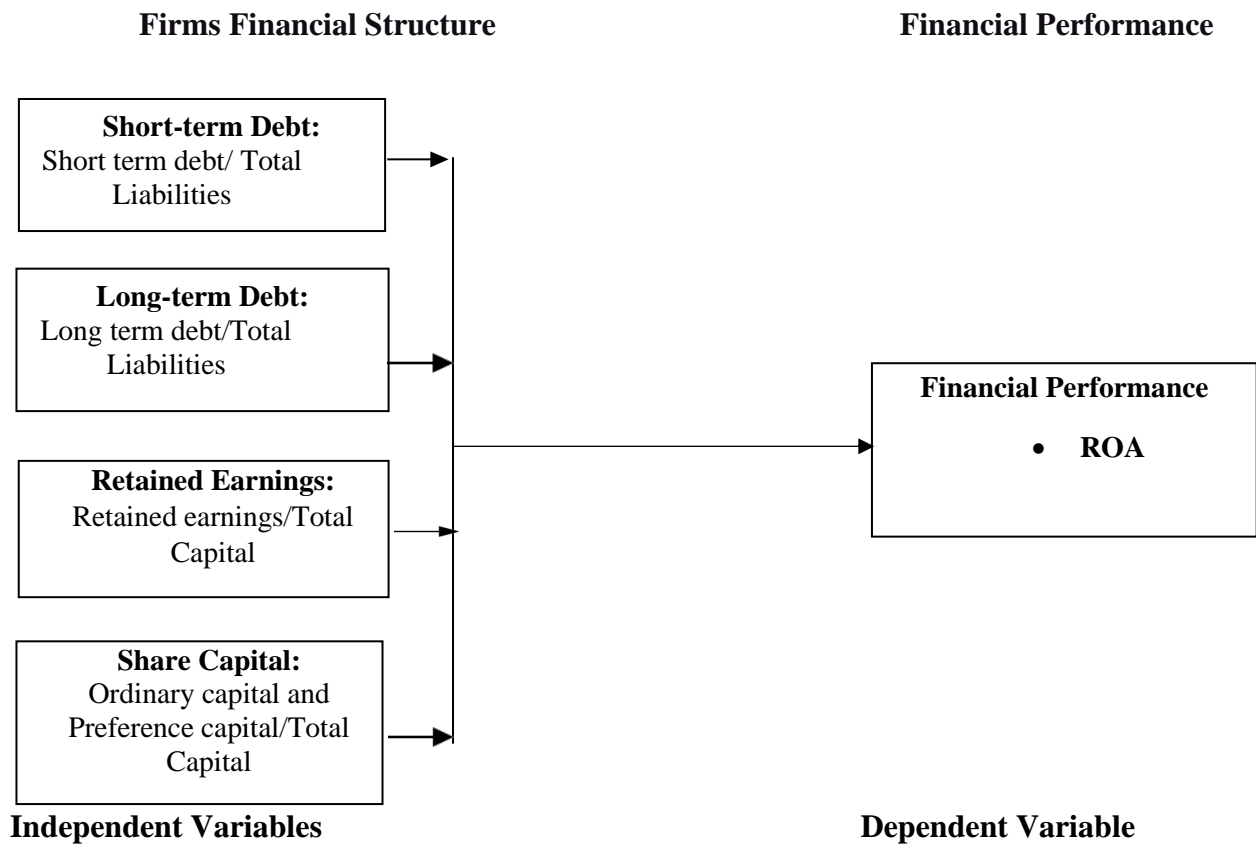 Firms Financial Structure
Financial Performance
Short-term Debt:
Short term debt/ Total
Liabilities
Long-term Debt:
Long term debt/Total
Liabilities
Retained Earnings:
Retained earnings/Total
Capital
Share Capital:
Ordinary capital and
Preference capital/Total
Capital
Financial Performance
• ROA
Independent Variables
Dependent Variable